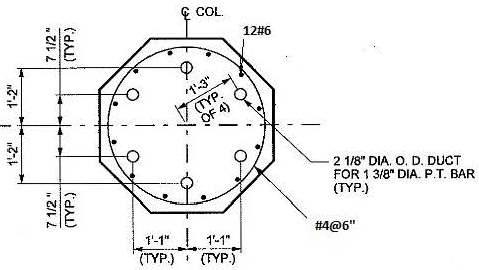 ℄ COL.
12#6
7 1/2"
(TYP.)
1'-2"
1'-3"
(TYP.
OF 4)
1'-2"
7 1/2"
(TYP.)
2 1/8" DIA. O. D. DUCT
FOR 1 3/8" DIA. P.T. BAR
(TYP.)
#4@6"
1'-1"
(TYP.)
1'-1"
(TYP.)